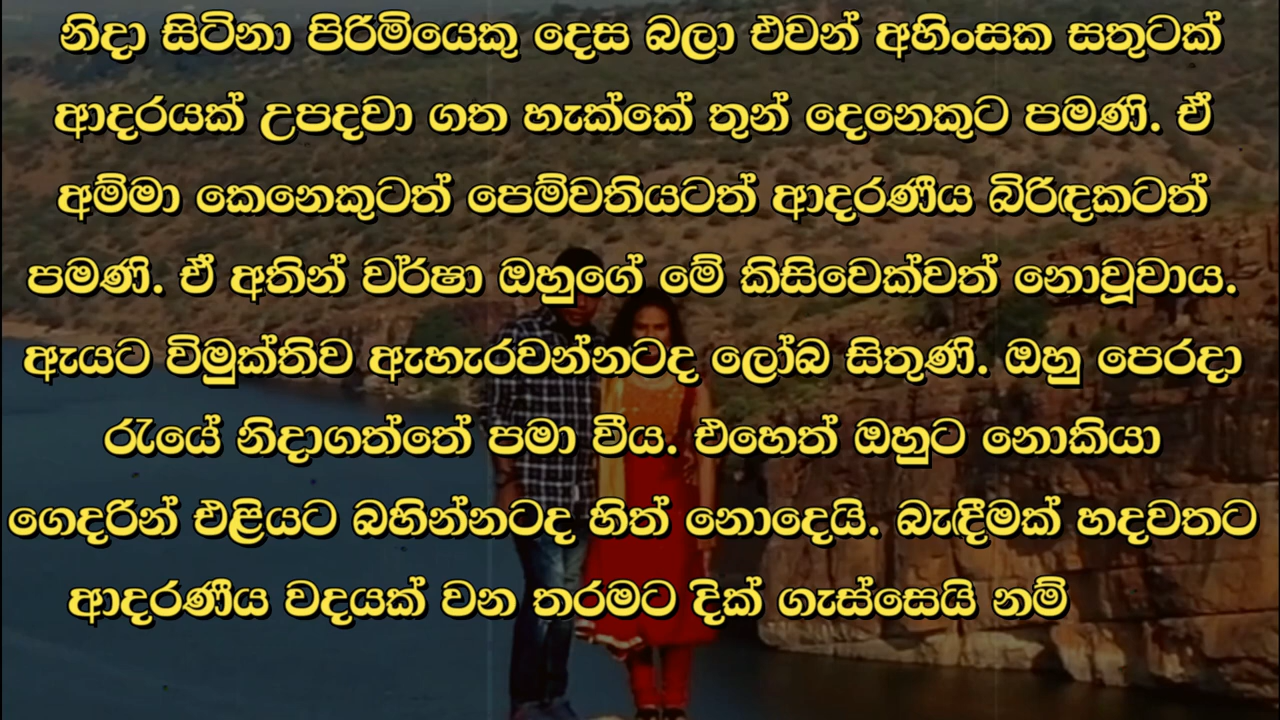 නිදා සිටිනා පිරිමියෙකු දෙස බලා එවන් අහිංසක සතුටක්
ආදරයක් උපදවා ගත හැක්කේ තුන් දෙනෙකුට පමණි. ඒ
අම්මා කෙනෙකුටත් පෙම්වතියටත් ආදරණීය බිරිඳකටත්
පමණි. ඒ අතින් වර්ෂා ඔහුගේ මේ කිසිවෙක්වත් නොවූවාය.
ඇයට විමුක්තිව ඇහැරවන්නටද ලෝබ සිතුණි. ඔහු පෙරදා
රැයේ නිදාගත්තේ පමා වීය. එහෙත් ඔහුට නොකියා
ගෙදරින් එළියට බහින්නටද හිත් නොදෙයි. බැඳීමක් හදවතට
ආදරණීය වදයක් වන තරමට දික් ගැස්සෙයි නම්